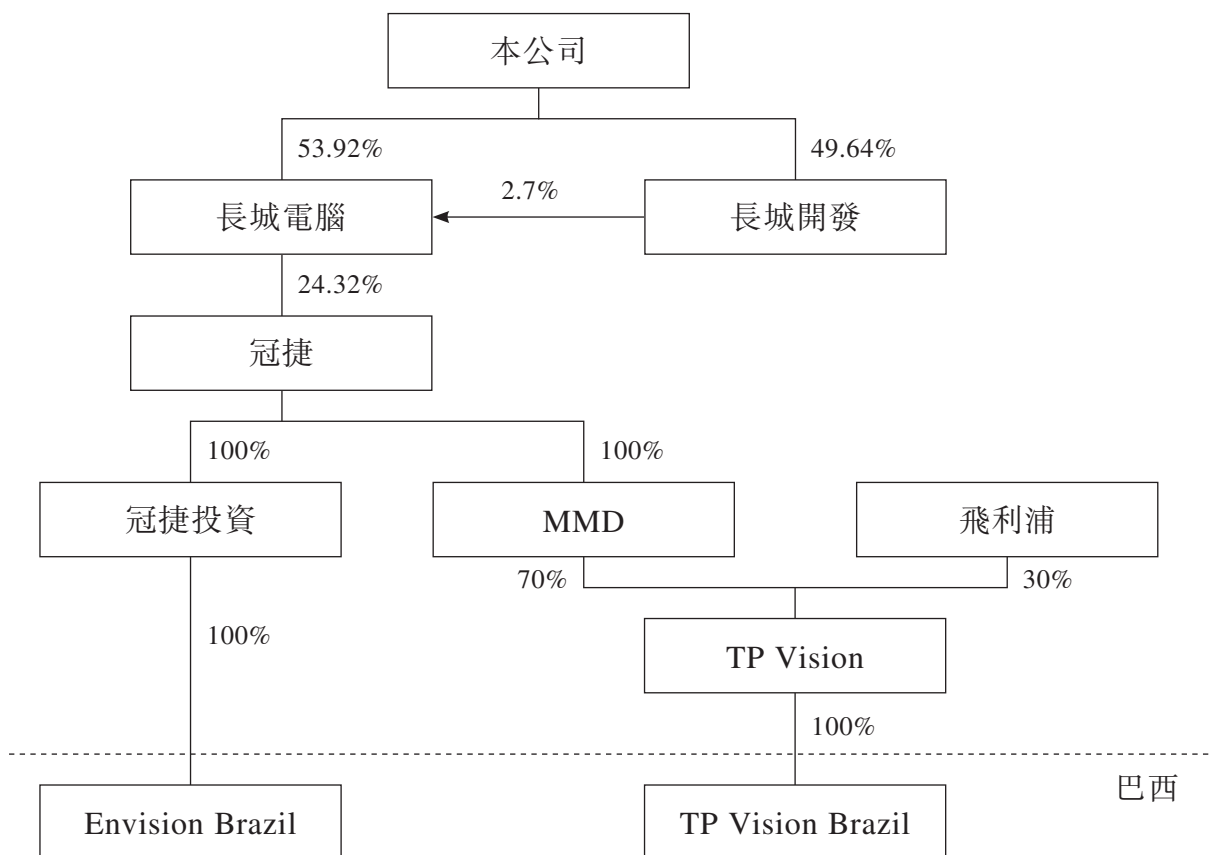 本公司
53.92%
49.64%
長城電腦
2.7%
長城開發
24.32%
冠捷
100%
100%
冠捷投資
MMD
飛利浦
70%
30%
100%
TP Vision
100%
巴西
Envision Brazil
TP Vision Brazil